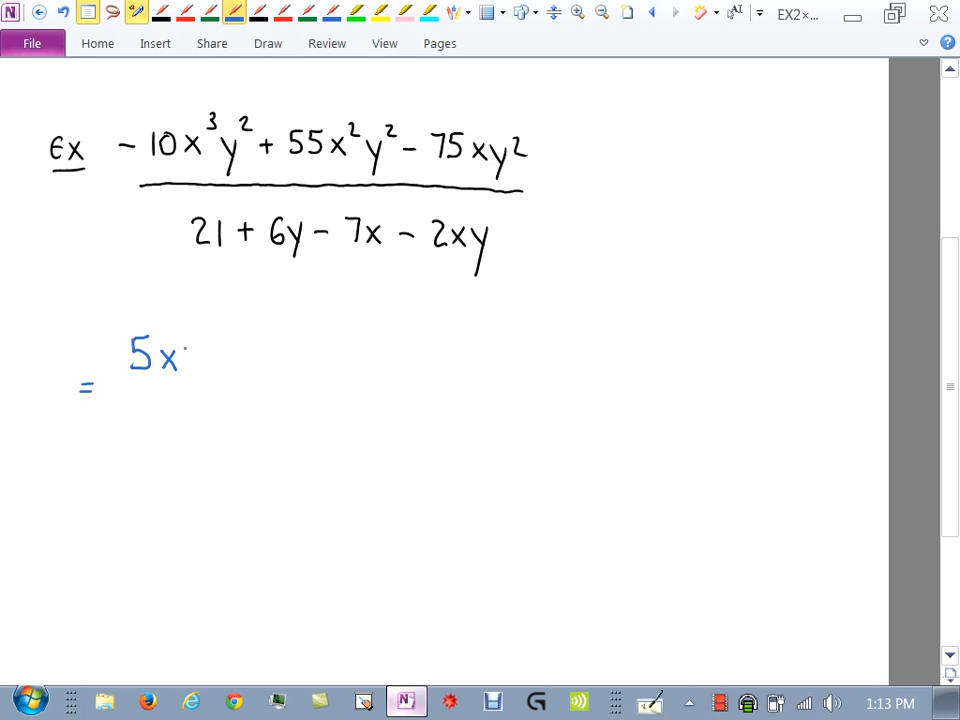 EX2×...
File Home Insert Share Draw Review View Pages
Ex -10x³y² + 55x²y² - 75xy²
21 + 6y - 7x - 2xy
= 5x
1:13 PM